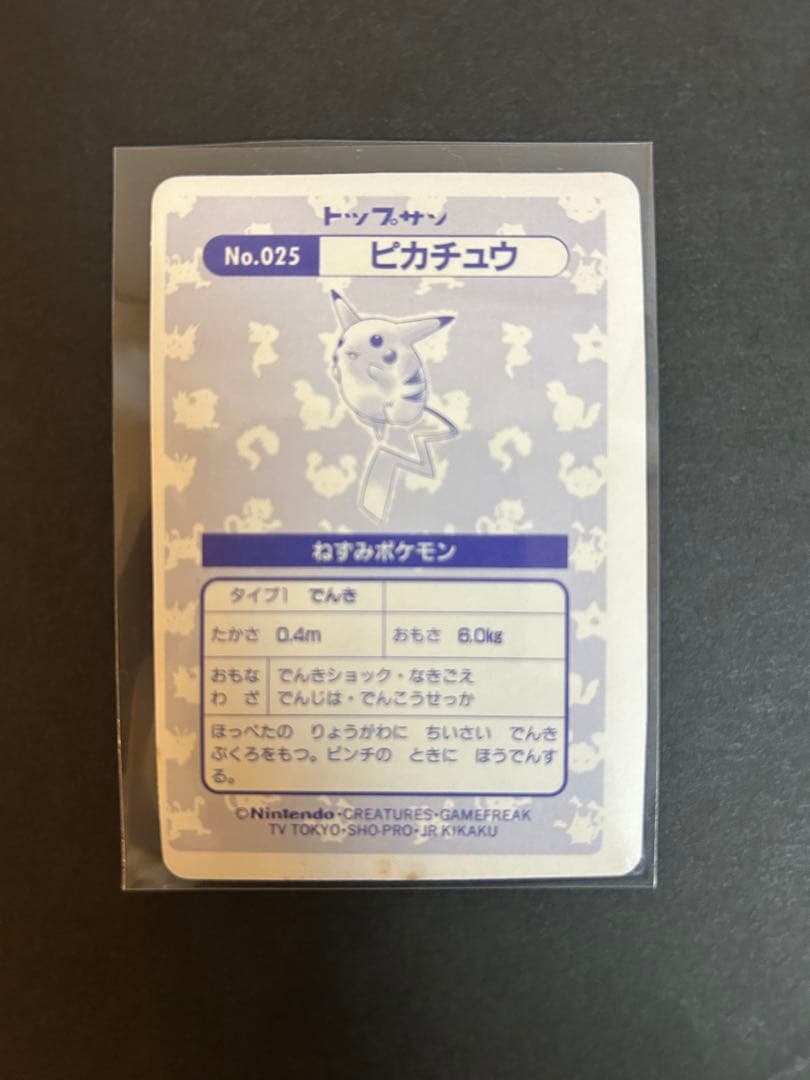 トップサン
No.025 ピカチュウ
ねずみポケモン
タイプ1 でんき
たかさ 0.4m おもさ 6.0kg
おもな でんきショック・なきごえ
わ ざ でんじは・でんこうせっか
ほっぺたの りょうがわに ちいさい でんき
ぶくろをもつ。ピンチの ときに ほうでんす
る。
©Nintendo・CREATURES・GAMEFREAK
TV TOKYO・SHO-PRO・JR KIKAKU